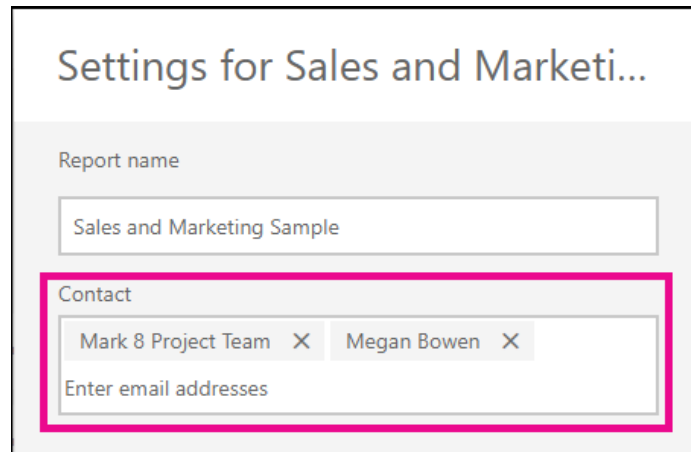 Settings for Sales and Marketi...
Report name
Sales and Marketing Sample
Contact
Mark 8 Project Team Megan Bowen
Enter email addresses